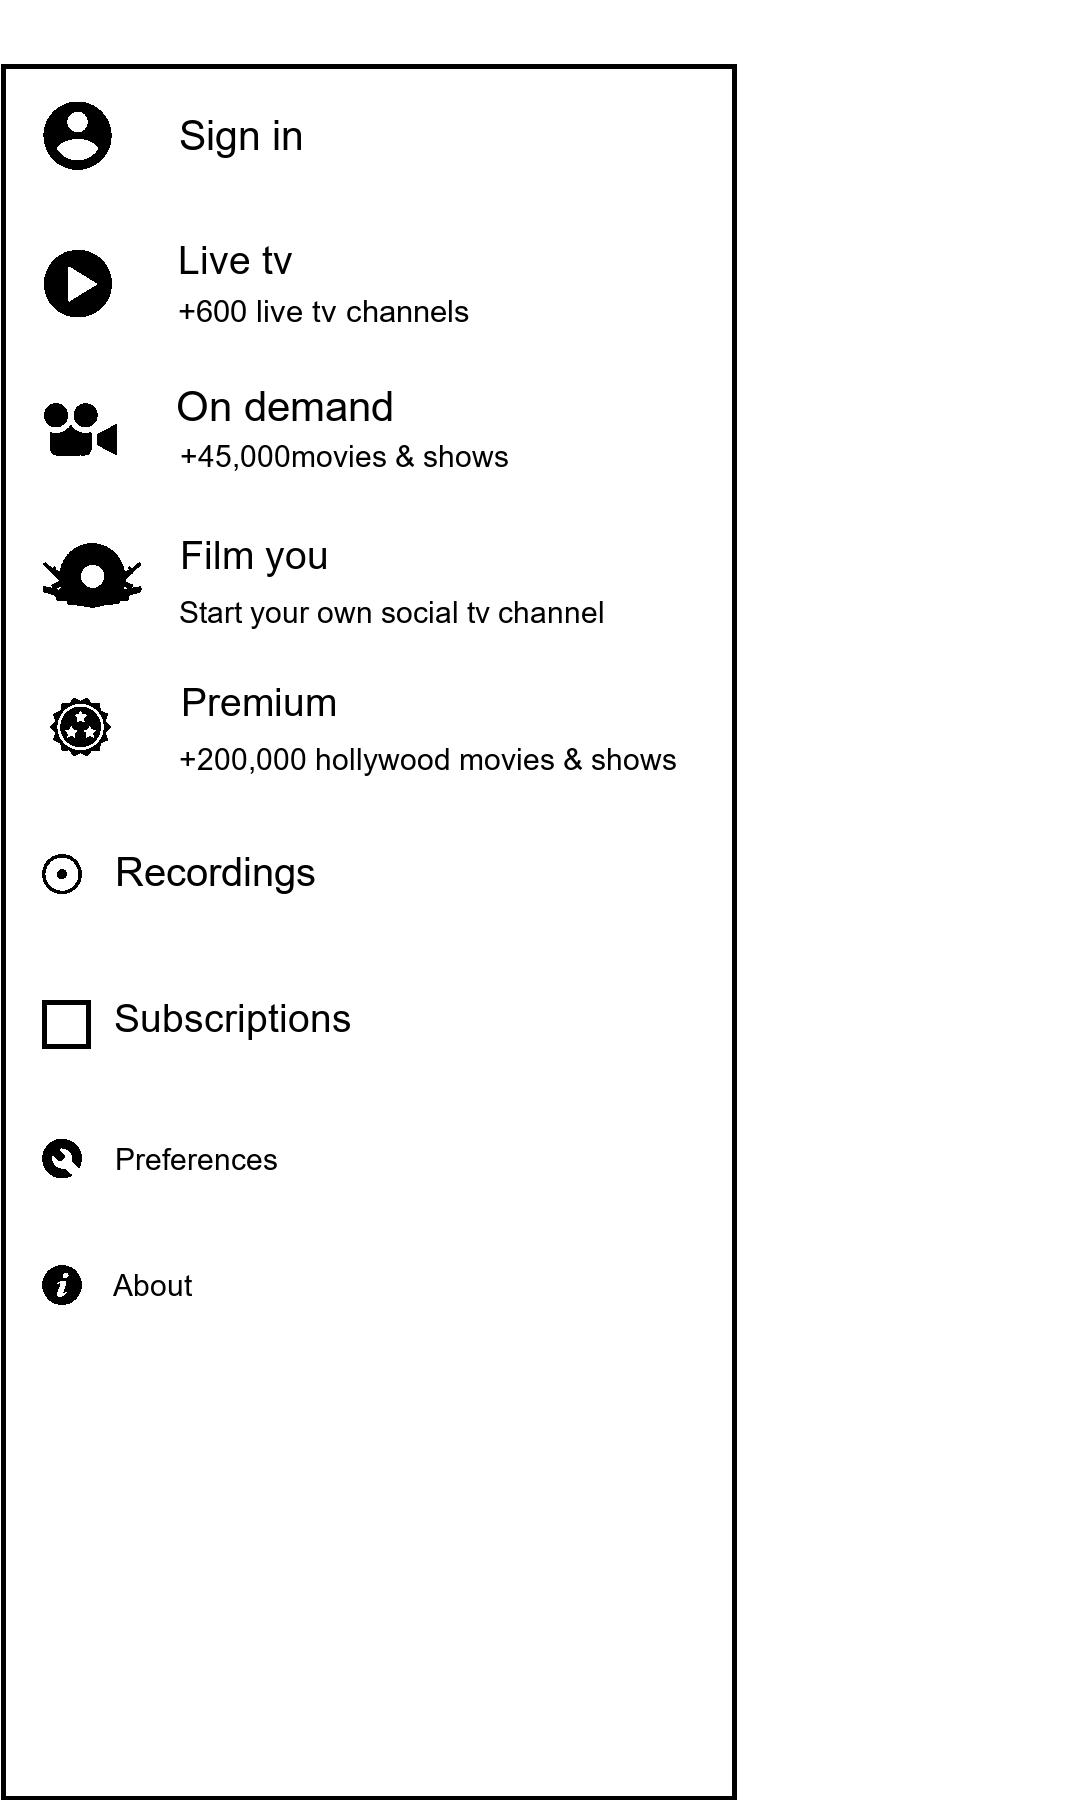 Sign in
Live tv
+600 live tv channels
On demand
+45,000movies & shows
Film you
Start your own social tv channel
Premium
+200,000 hollywood movies & shows
Recordings
Subscriptions
Preferences
About